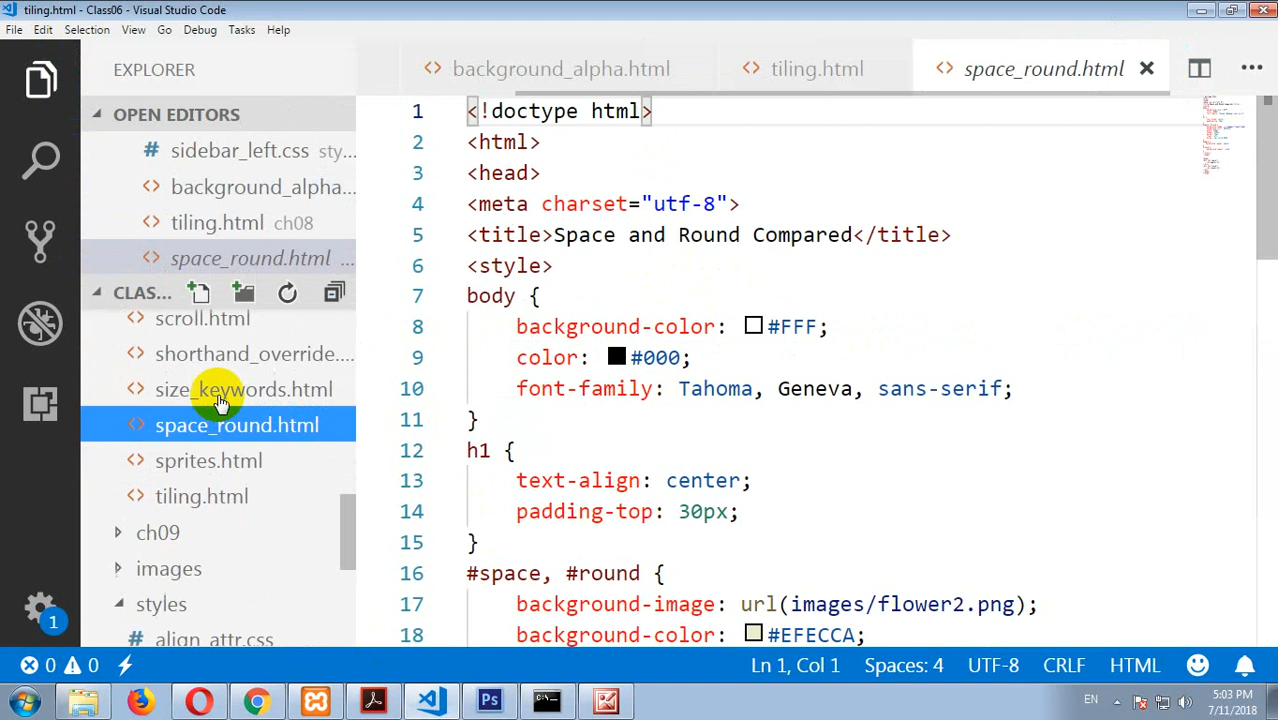 tiling.html - Class06 - Visual Studio Code
File Edit Selection View Go Debug Tasks Help
EXPLORER
OPEN EDITORS
# sidebar_left.css sty...
<> background_alpha...
<> tiling.html ch08
<> space_round.html ...
CLAS...
<> scroll.html
<> shorthand_override....
<> size_keywords.html
<> space_round.html
<> sprites.html
<> tiling.html
ch09
images
styles
align_attr.css
<> background_alpha.html <> tiling.html <> space_round.html
1 <!doctype html>
2 <html>
3 <head>
4 <meta charset="utf-8">
5 <title>Space and Round Compared</title>
6 <style>
7 body {
8 background-color: #FFF;
9 color: #000;
10 font-family: Tahoma, Geneva, sans-serif;
11 }
12 h1 {
13 text-align: center;
14 padding-top: 30px;
15 }
16 #space, #round {
17 background-image: url(images/flower2.png);
18 background-color: #EFECCA;
1
0 0 Ln 1, Col 1 Spaces: 4 UTF-8 CRLF HTML
Ps
EN
5:03 PM
7/11/2018